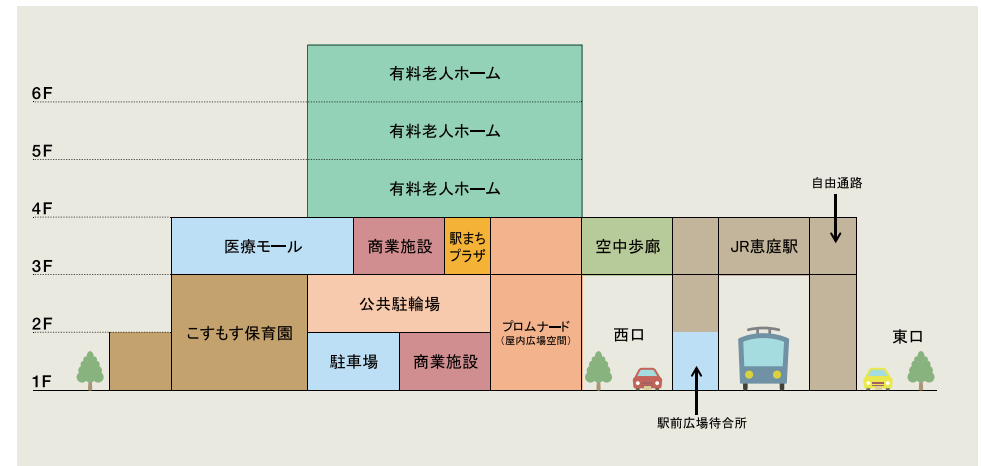 有料老人ホーム
6F
有料老人ホーム
5F
有料老人ホーム
自由通路
4F
医療モール
商業施設
駅まち
プラザ
空中歩廊
JR恵庭駅
3F
こすもす保育園
公共駐輪場
2F
プロムナード
(屋内広場空間)
西口
東口
駐車場
商業施設
1F
駅前広場待合所